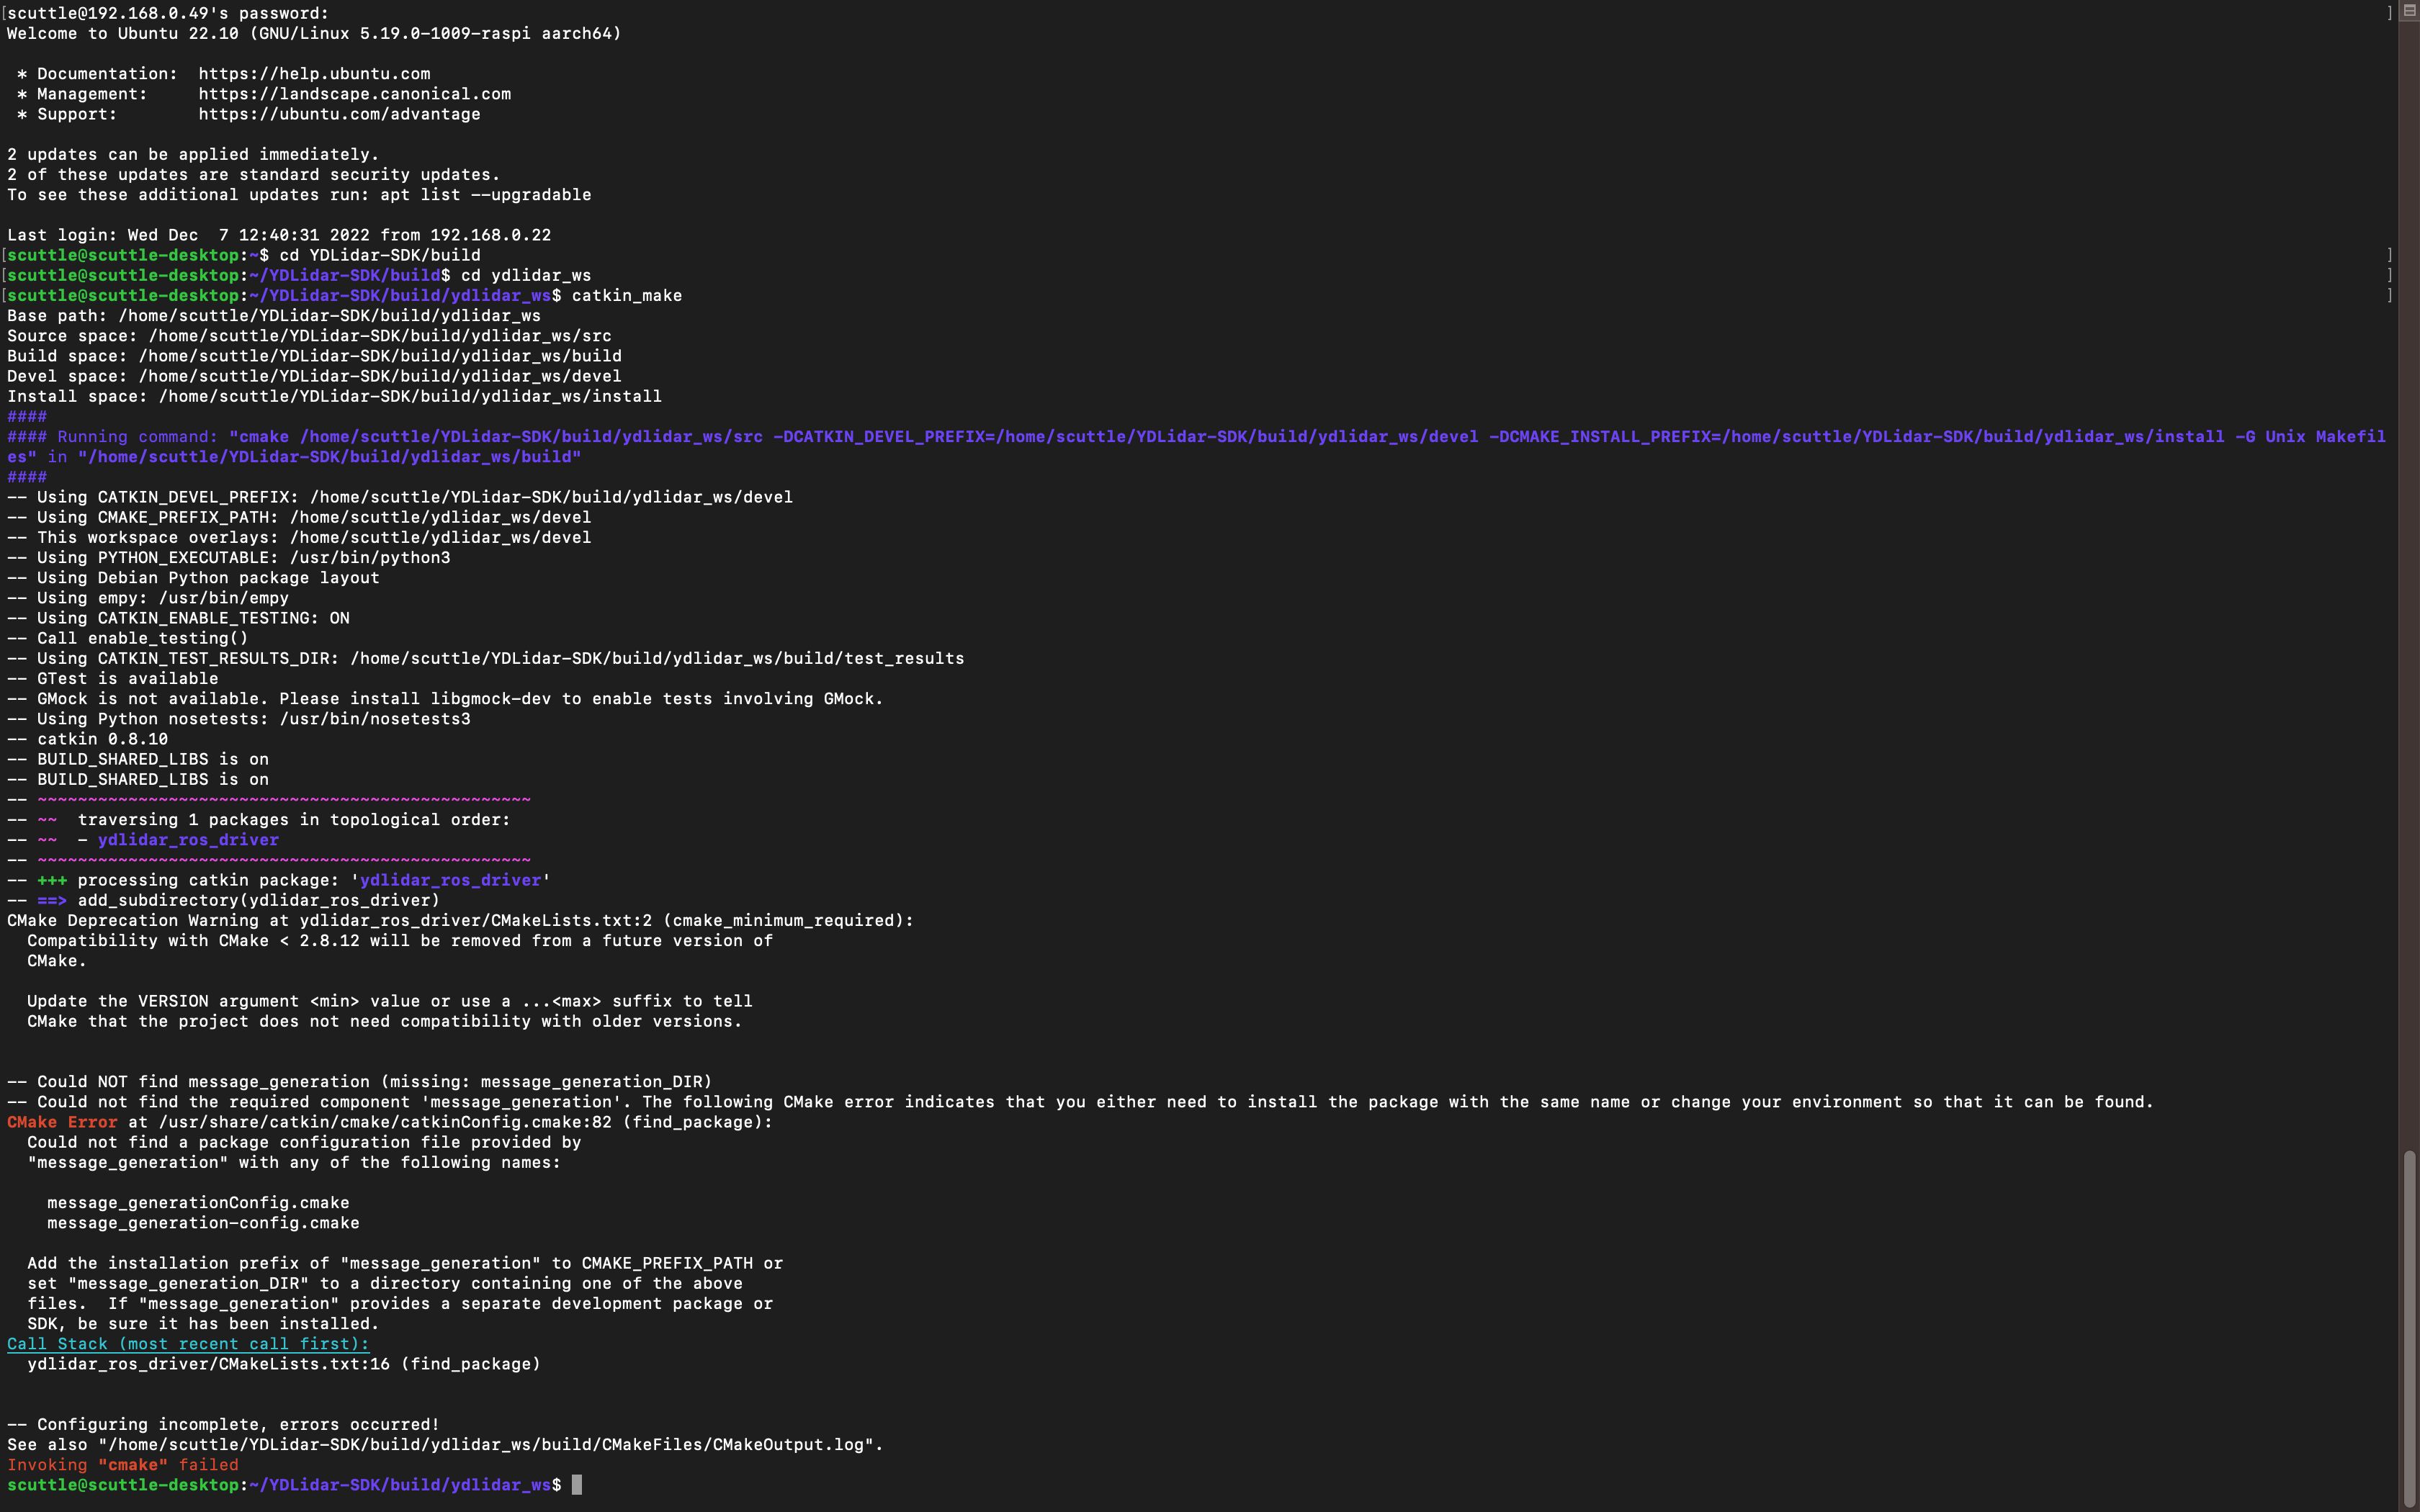 [scuttle@192.168.0.49's password: ]
Welcome to Ubuntu 22.10 (GNU/Linux 5.19.0-1009-raspi aarch64)
* Documentation:  https://help.ubuntu.com
* Management:     https://landscape.canonical.com
* Support:        https://ubuntu.com/advantage
2 updates can be applied immediately.
2 of these updates are standard security updates.
To see these additional updates run: apt list --upgradable
Last login: Wed Dec  7 12:40:31 2022 from 192.168.0.22
[scuttle@scuttle-desktop:~$ cd YDLidar-SDK/build ]
[scuttle@scuttle-desktop:~/YDLidar-SDK/build$ cd ydlidar_ws ]
[scuttle@scuttle-desktop:~/YDLidar-SDK/build/ydlidar_ws$ catkin_make ]
Base path: /home/scuttle/YDLidar-SDK/build/ydlidar_ws
Source space: /home/scuttle/YDLidar-SDK/build/ydlidar_ws/src
Build space: /home/scuttle/YDLidar-SDK/build/ydlidar_ws/build
Devel space: /home/scuttle/YDLidar-SDK/build/ydlidar_ws/devel
Install space: /home/scuttle/YDLidar-SDK/build/ydlidar_ws/install
####
#### Running command: "cmake /home/scuttle/YDLidar-SDK/build/ydlidar_ws/src -DCATKIN_DEVEL_PREFIX=/home/scuttle/YDLidar-SDK/build/ydlidar_ws/devel -DCMAKE_INSTALL_PREFIX=/home/scuttle/YDLidar-SDK/build/ydlidar_ws/install -G Unix Makefil
es" in "/home/scuttle/YDLidar-SDK/build/ydlidar_ws/build"
####
-- Using CATKIN_DEVEL_PREFIX: /home/scuttle/YDLidar-SDK/build/ydlidar_ws/devel
-- Using CMAKE_PREFIX_PATH: /home/scuttle/ydlidar_ws/devel
-- This workspace overlays: /home/scuttle/ydlidar_ws/devel
-- Using PYTHON_EXECUTABLE: /usr/bin/python3
-- Using Debian Python package layout
-- Using empy: /usr/bin/empy
-- Using CATKIN_ENABLE_TESTING: ON
-- Call enable_testing()
-- Using CATKIN_TEST_RESULTS_DIR: /home/scuttle/YDLidar-SDK/build/ydlidar_ws/build/test_results
-- GTest is available
-- GMock is not available. Please install libgmock-dev to enable tests involving GMock.
-- Using Python nosetests: /usr/bin/nosetests3
-- catkin 0.8.10
-- BUILD_SHARED_LIBS is on
-- BUILD_SHARED_LIBS is on
-- ~~~~~~~~~~~~~~~~~~~~~~~~~~~~~~~~~~~~~~~~~~~~~~~~~
-- ~~  traversing 1 packages in topological order:
-- ~~  - ydlidar_ros_driver
-- ~~~~~~~~~~~~~~~~~~~~~~~~~~~~~~~~~~~~~~~~~~~~~~~~~
-- +++ processing catkin package: 'ydlidar_ros_driver'
-- ==> add_subdirectory(ydlidar_ros_driver)
CMake Deprecation Warning at ydlidar_ros_driver/CMakeLists.txt:2 (cmake_minimum_required):
Compatibility with CMake < 2.8.12 will be removed from a future version of
CMake.
Update the VERSION argument <min> value or use a ...<max> suffix to tell
CMake that the project does not need compatibility with older versions.
-- Could NOT find message_generation (missing: message_generation_DIR)
-- Could not find the required component 'message_generation'. The following CMake error indicates that you either need to install the package with the same name or change your environment so that it can be found.
CMake Error at /usr/share/catkin/cmake/catkinConfig.cmake:82 (find_package):
Could not find a package configuration file provided by
"message_generation" with any of the following names:
message_generationConfig.cmake
message_generation-config.cmake
Add the installation prefix of "message_generation" to CMAKE_PREFIX_PATH or
set "message_generation_DIR" to a directory containing one of the above
files.  If "message_generation" provides a separate development package or
SDK, be sure it has been installed.
Call Stack (most recent call first):
ydlidar_ros_driver/CMakeLists.txt:16 (find_package)
-- Configuring incomplete, errors occurred!
See also "/home/scuttle/YDLidar-SDK/build/ydlidar_ws/build/CMakeFiles/CMakeOutput.log".
Invoking "cmake" failed
scuttle@scuttle-desktop:~/YDLidar-SDK/build/ydlidar_ws$